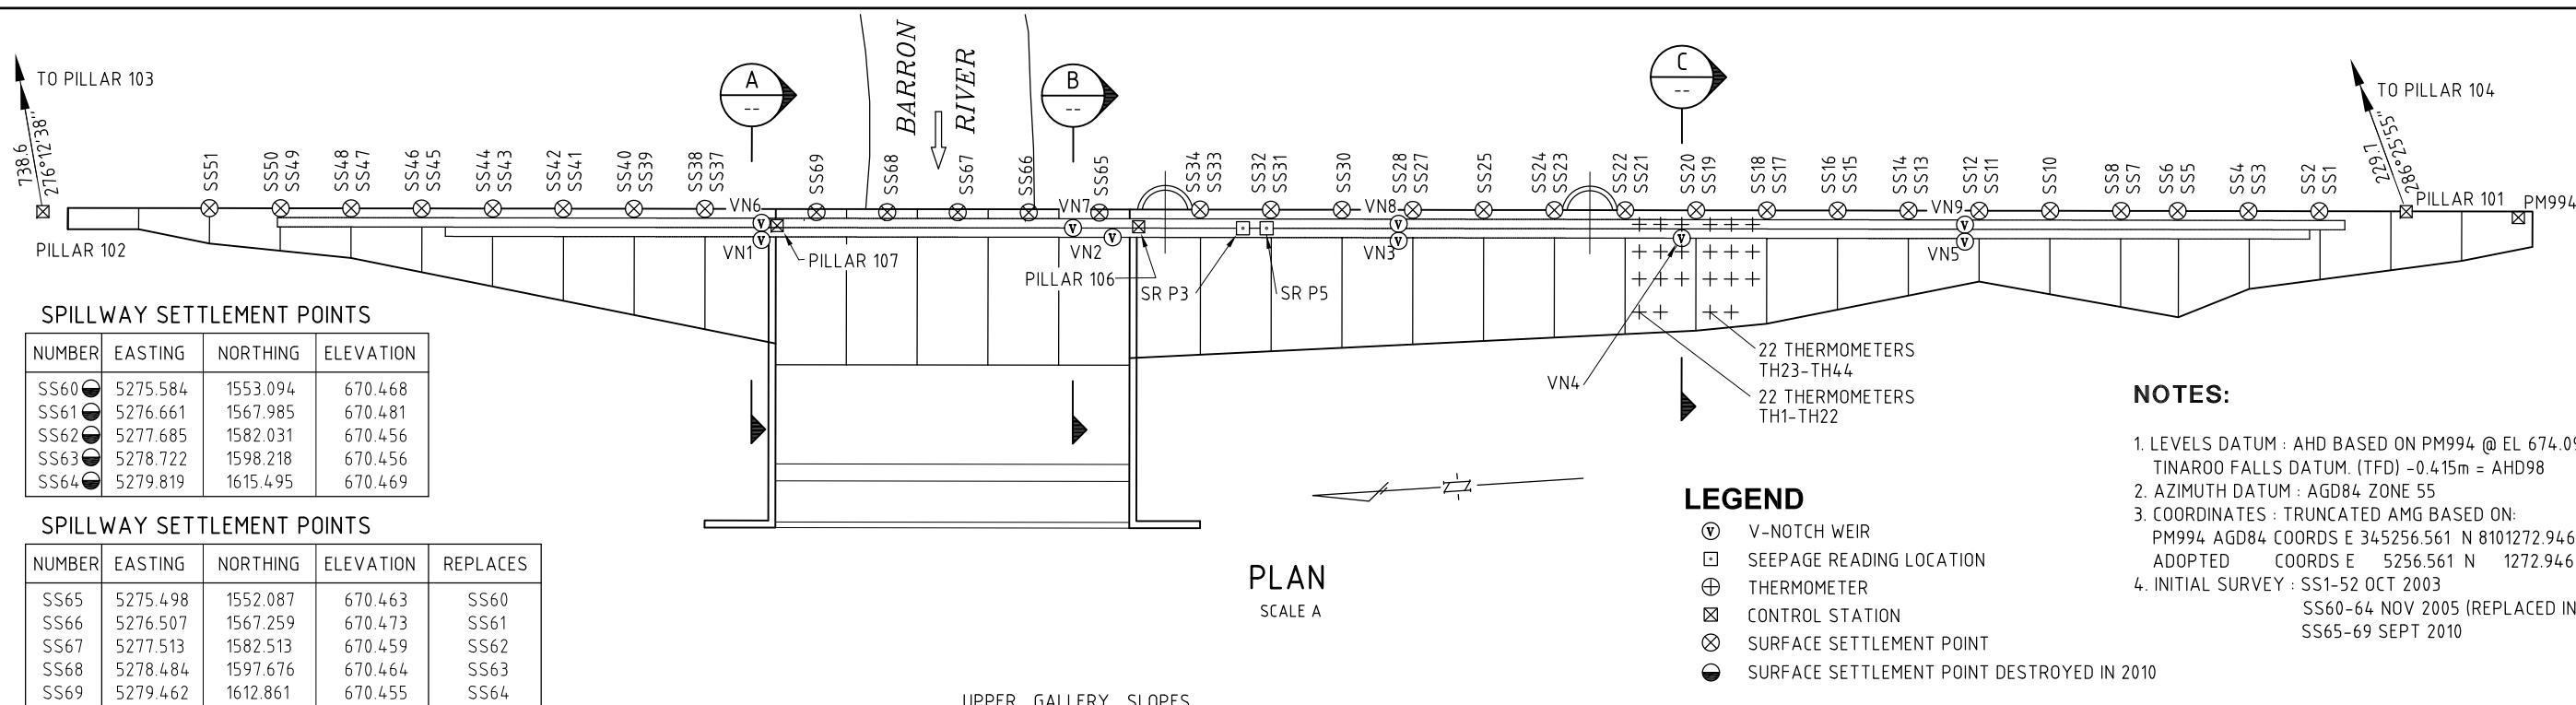 TO PILLAR 103
738.6
276°12'38"
PILLAR 102
SS51
SS50
SS49
SS48
SS47
SS46
SS45
SS44
SS43
SS42
SS41
SS40
SS39
SS38
SS37
A
--
VN6
VN1
PILLAR 107
BARRON
RIVER
SS69
SS68
SS67
SS66
B
--
VN7
SS65
VN2
PILLAR 106
SS34
SS33
SS32
SS31
SR P3
SR P5
SS30
VN8
SS28
SS27
VN3
SS25
SS24
SS23
SS22
SS21
C
--
SS20
SS19
SS18
SS17
SS16
SS15
SS14
SS13
VN9
SS12
SS11
VN5
SS10
SS8
SS7
SS6
SS5
SS4
SS3
SS2
SS1
TO PILLAR 104
229.7
286°25'55"
PILLAR 101
PM994
VN4
22 THERMOMETERS
TH23-TH44
22 THERMOMETERS
TH1-TH22
SPILLWAY SETTLEMENT POINTS
NUMBER EASTING NORTHING ELEVATION
SS60 5275.584 1553.094 670.468
SS61 5276.661 1567.985 670.481
SS62 5277.685 1582.031 670.456
SS63 5278.722 1598.218 670.456
SS64 5279.819 1615.495 670.469
SPILLWAY SETTLEMENT POINTS
NUMBER EASTING NORTHING ELEVATION REPLACES
SS65 5275.498 1552.087 670.463 SS60
SS66 5276.507 1567.259 670.473 SS61
SS67 5277.513 1582.513 670.459 SS62
SS68 5278.484 1597.676 670.464 SS63
SS69 5279.462 1612.861 670.455 SS64
PLAN
SCALE A
UPPER GALLERY SLOPES
LEGEND
V V-NOTCH WEIR
SEEPAGE READING LOCATION
THERMOMETER
CONTROL STATION
SURFACE SETTLEMENT POINT
SURFACE SETTLEMENT POINT DESTROYED IN 2010
NOTES:
1. LEVELS DATUM : AHD BASED ON PM994 @ EL 674.09
TINAROO FALLS DATUM. (TFD) -0.415m = AHD98
2. AZIMUTH DATUM : AGD84 ZONE 55
3. COORDINATES : TRUNCATED AMG BASED ON:
PM994 AGD84 COORDS E 345256.561 N 8101272.946
ADOPTED COORDS E 5256.561 N 1272.946
4. INITIAL SURVEY : SS1-52 OCT 2003
SS60-64 NOV 2005 (REPLACED IN
SS65-69 SEPT 2010